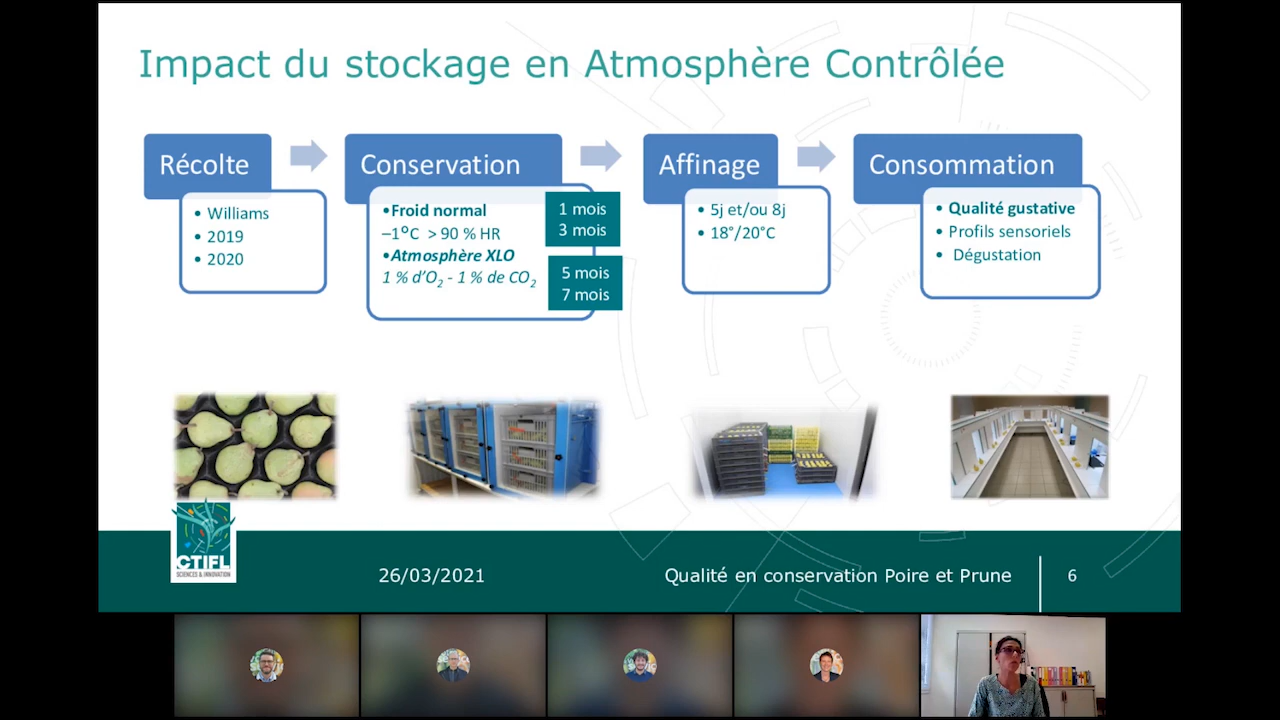 Impact du stockage en Atmosphère Contrôlée
Récolte
• Williams
• 2019
• 2020
Conservation
•Froid normal
–1°C > 90 % HR
•Atmosphère XLO
1 % d’O2 - 1 % de CO2
1 mois
3 mois
5 mois
7 mois
Affinage
• 5j et/ou 8j
• 18°/20°C
Consommation
• Qualité gustative
• Profils sensoriels
• Dégustation
CTIFL
SCIENCES & INNOVATION
26/03/2021
Qualité en conservation Poire et Prune
6